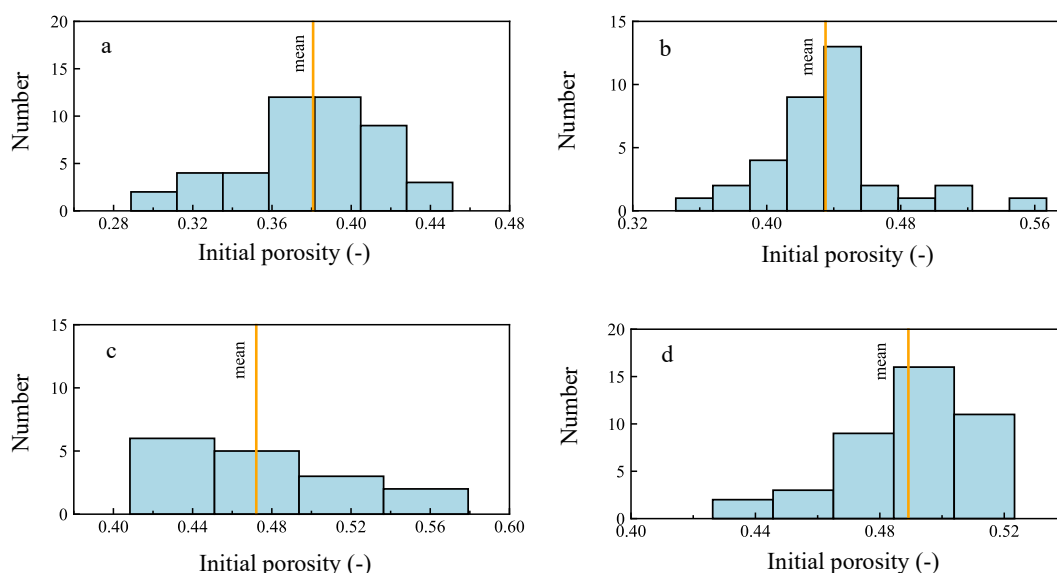 a
mean
Number
20
15
10
5
0
0.28 0.32 0.36 0.40 0.44 0.48
Initial porosity (-)
b
mean
Number
15
10
5
0
0.32 0.40 0.48 0.56
Initial porosity (-)
c
mean
Number
15
10
5
0
0.40 0.44 0.48 0.52 0.56 0.60
Initial porosity (-)
d
mean
Number
20
15
10
5
0
0.40 0.44 0.48 0.52
Initial porosity (-)